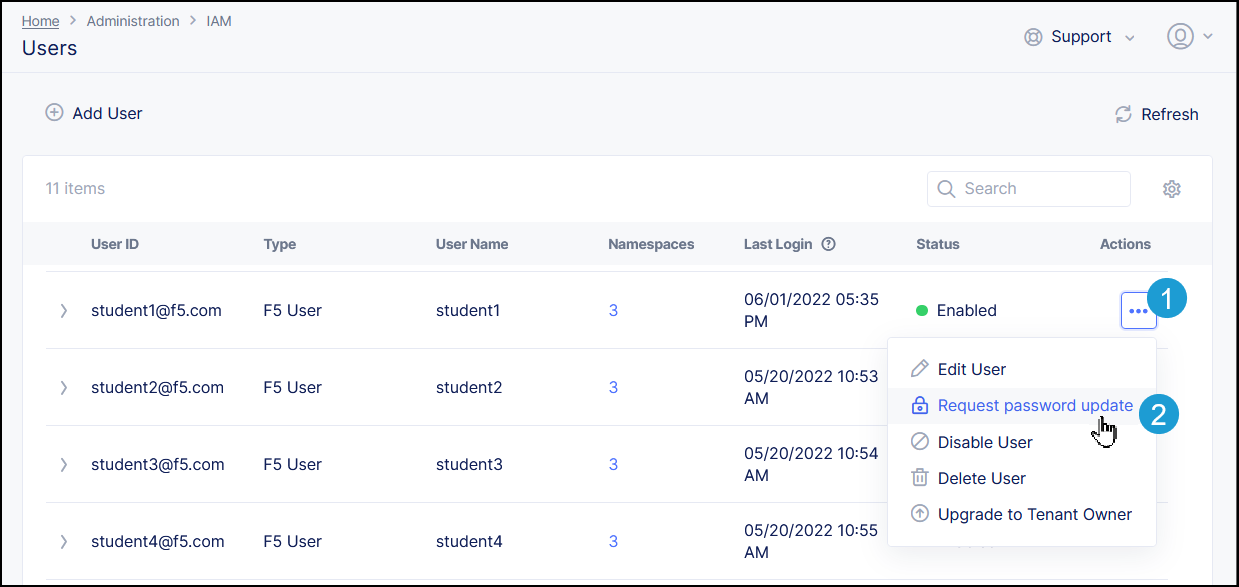 Home > Administration > IAM
Users
Support
Add User
Refresh
11 items
Search
User ID Type User Name Namespaces Last Login Status Actions
student1@f5.com F5 User student1 3 06/01/2022 05:35 PM Enabled 1
student2@f5.com F5 User student2 3 05/20/2022 10:53 AM
student3@f5.com F5 User student3 3 05/20/2022 10:54 AM
student4@f5.com F5 User student4 3 05/20/2022 10:55 AM
Edit User
Request password update 2
Disable User
Delete User
Upgrade to Tenant Owner